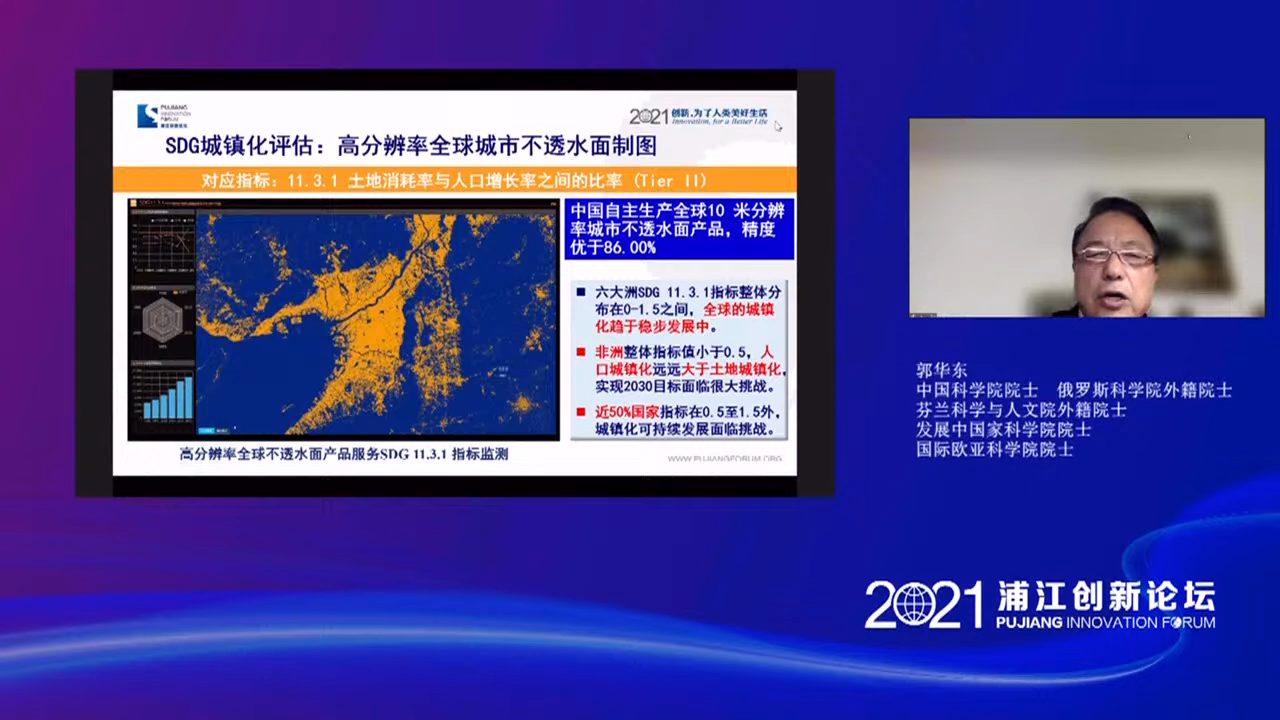 PUJIANG
INNOVATION
FORUM
浦江创新论坛
2021创新,为了人类美好生活
Innovation, for a Better Life
SDG城镇化评估：高分辨率全球城市不透水面制图
对应指标：11.3.1 土地消耗率与人口增长率之间的比率 (Tier II)
中国自主生产全球10 米分辨
率城市不透水面产品，精度
优于86.00%
六大洲SDG 11.3.1指标整体分
布在0-1.5之间，全球的城镇
化趋于稳步发展中。
非洲整体指标值小于0.5，人
口城镇化远远大于土地城镇化，
实现2030目标面临很大挑战。
近50%国家指标在0.5至1.5外，
城镇化可持续发展面临挑战。
高分辨率全球不透水面产品服务SDG 11.3.1 指标监测
WWW.PUJIANGFORUM.ORG
郭华东
中国科学院院士 俄罗斯科学院外籍院士
芬兰科学与人文院外籍院士
发展中国家科学院院士
国际欧亚科学院院士
2021 浦江创新论坛
PUJIANG INNOVATION FORUM